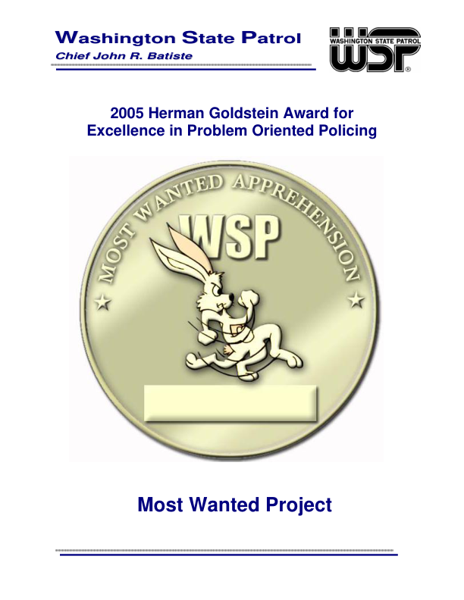 Washington State Patrol
Chief John R. Batiste
WASHINGTON STATE PATROL
WSP®
2005 Herman Goldstein Award for
Excellence in Problem Oriented Policing
MOST WANTED APPREHENSION
WSP
Most Wanted Project